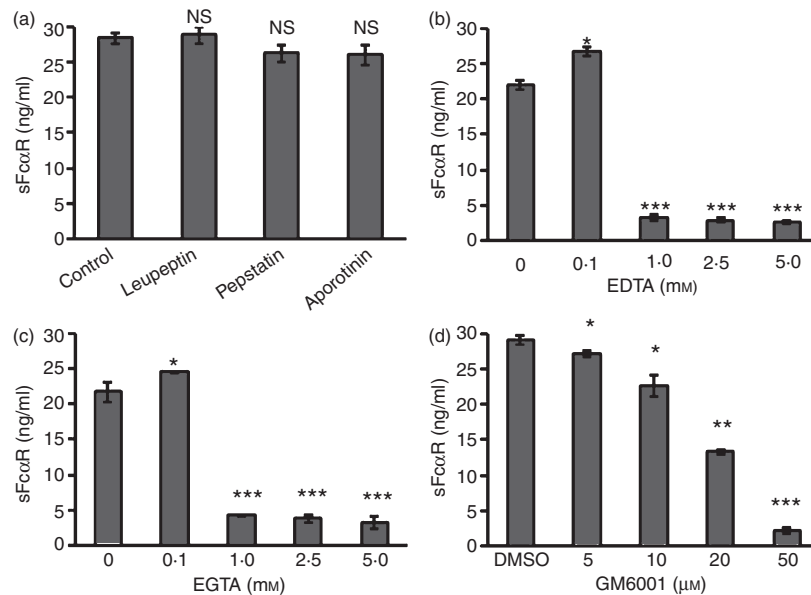 (a)
NS
NS
NS
sFcαR (ng/ml)
35
30
25
20
15
10
5
0
Control
Leupeptin
Pepstatin
Aporotinin
(b)
*
***
***
***
sFcαR (ng/ml)
30
25
20
15
10
5
0
0
0·1
1·0
2·5
5·0
EDTA (mM)
(c)
*
***
***
***
sFcαR (ng/ml)
30
25
20
15
10
5
0
0
0·1
1·0
2·5
5·0
EGTA (mM)
(d)
*
*
**
***
sFcαR (ng/ml)
30
25
20
15
10
5
0
DMSO
5
10
20
50
GM6001 (μM)